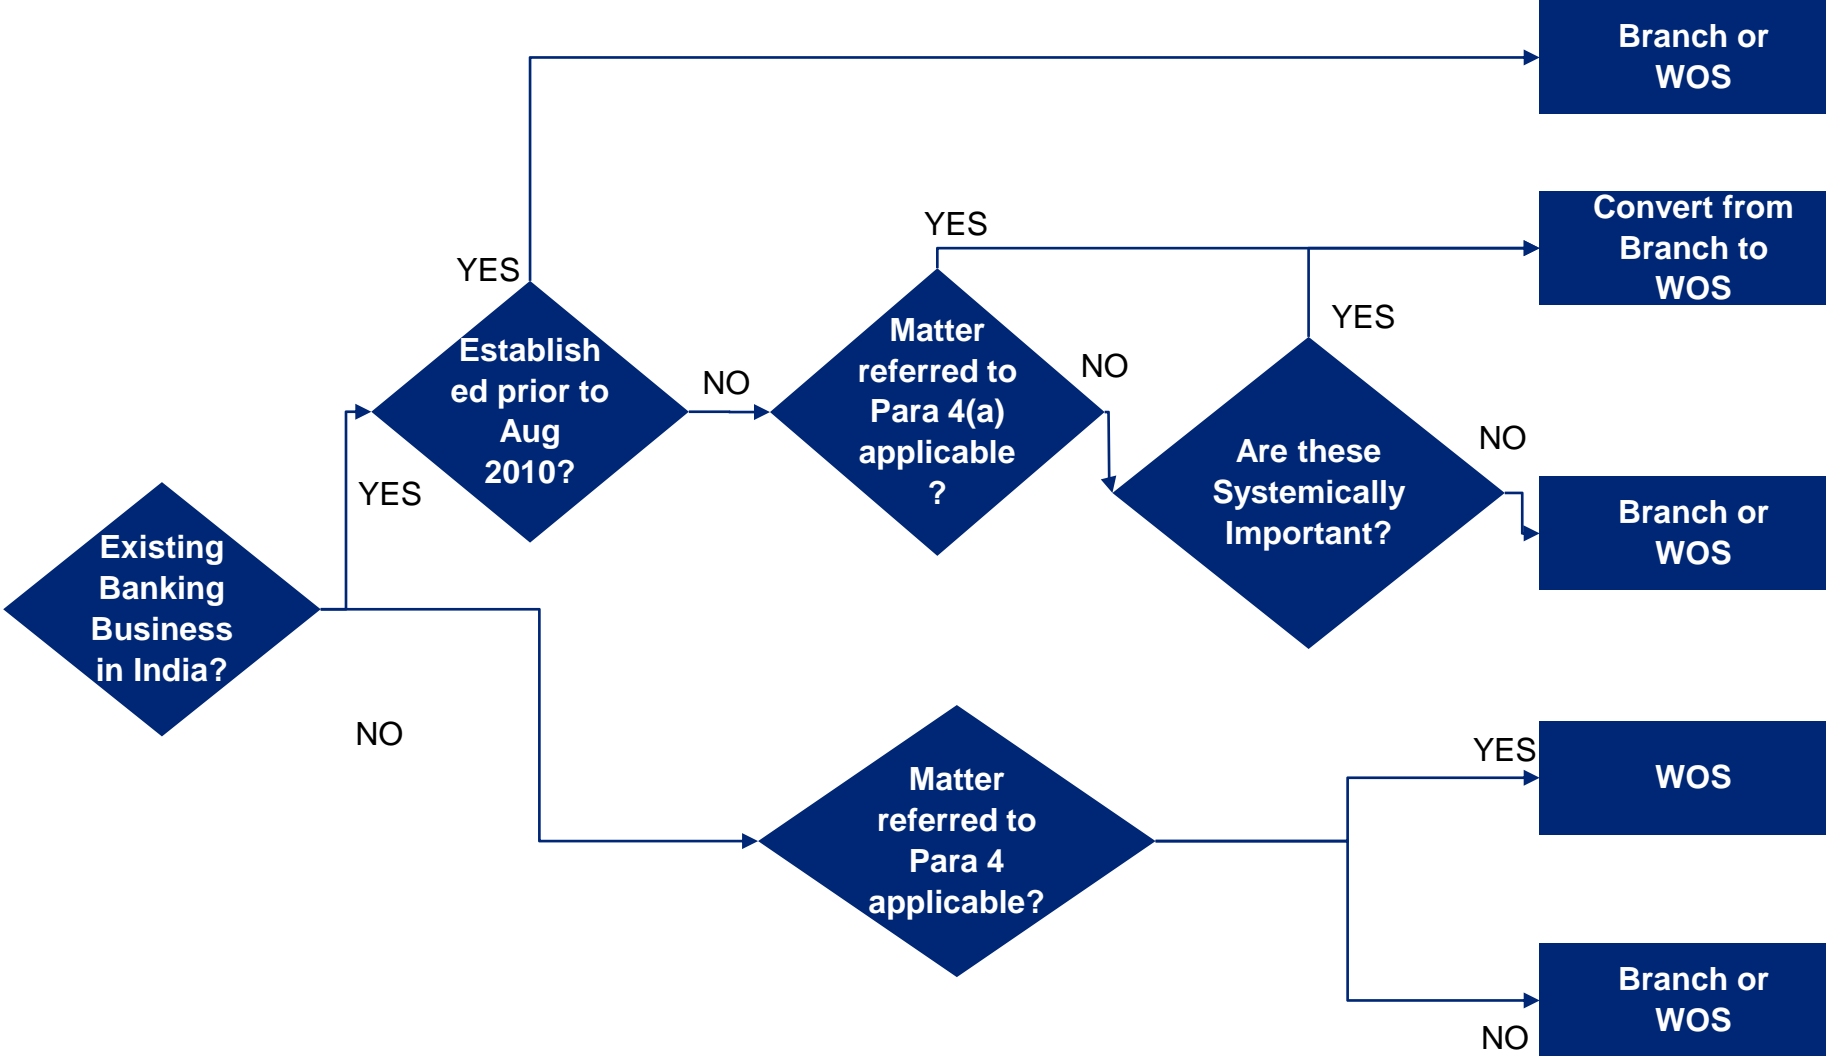 Branch or
WOS
YES
Convert from
Branch to
WOS
YES
YES
Establish
ed prior to
Aug
2010?
NO
Matter
referred to
Para 4(a)
applicable
?
NO
Are these
Systemically
Important?
NO
Branch or
WOS
YES
Existing
Banking
Business
in India?
NO
Matter
referred to
Para 4
applicable?
YES
WOS
NO
Branch or
WOS